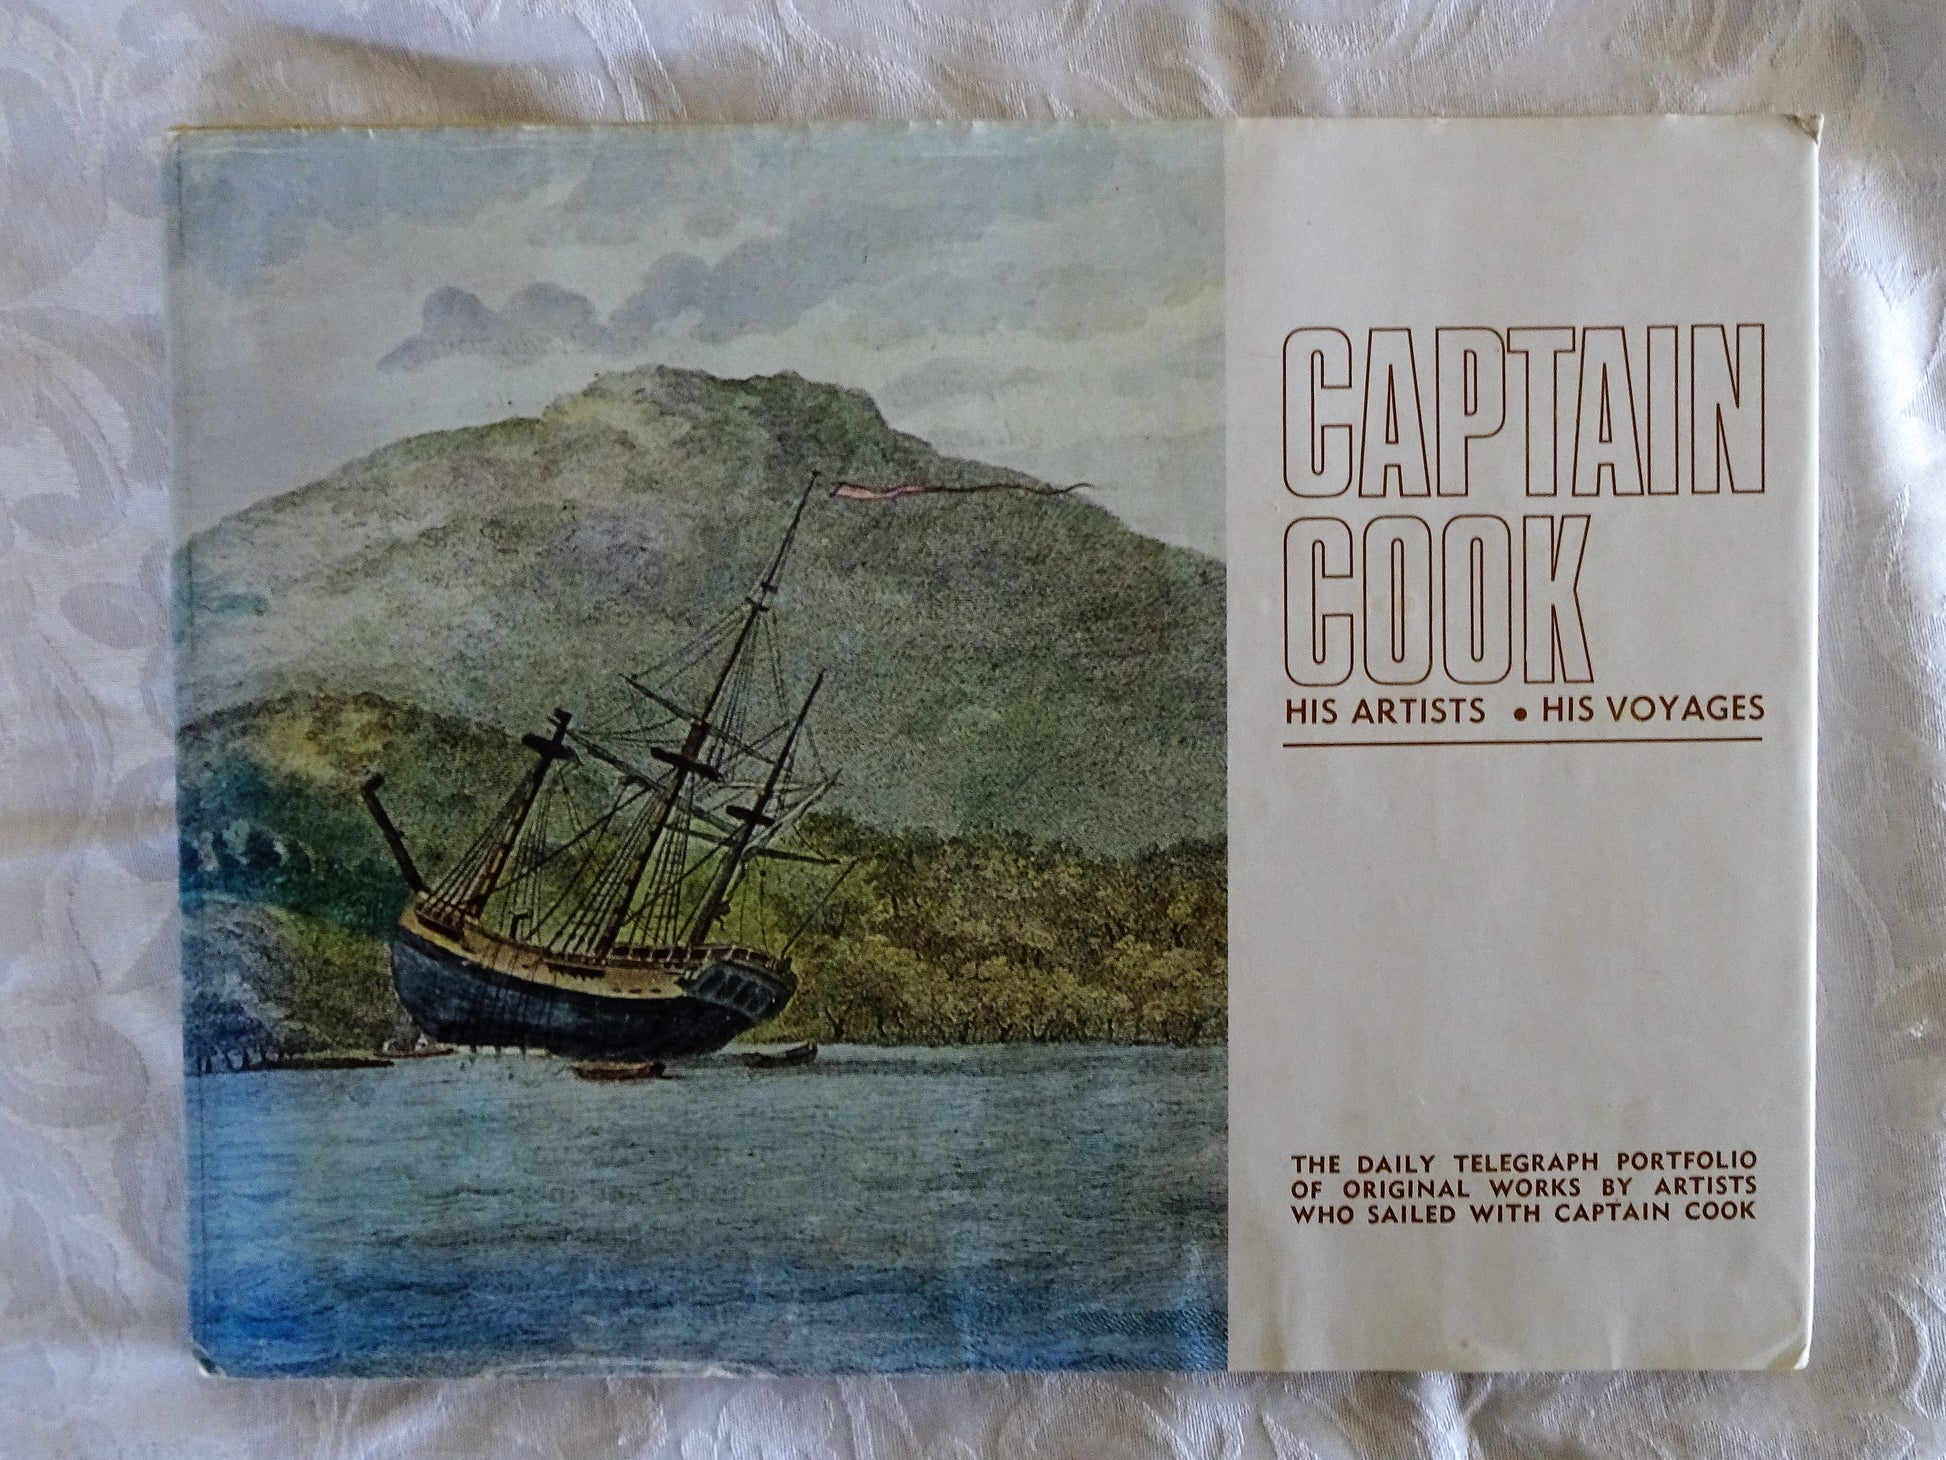 CAPTAIN
COOK
HIS ARTISTS • HIS VOYAGES
THE DAILY TELEGRAPH PORTFOLIO
OF ORIGINAL WORKS BY ARTISTS
WHO SAILED WITH CAPTAIN COOK